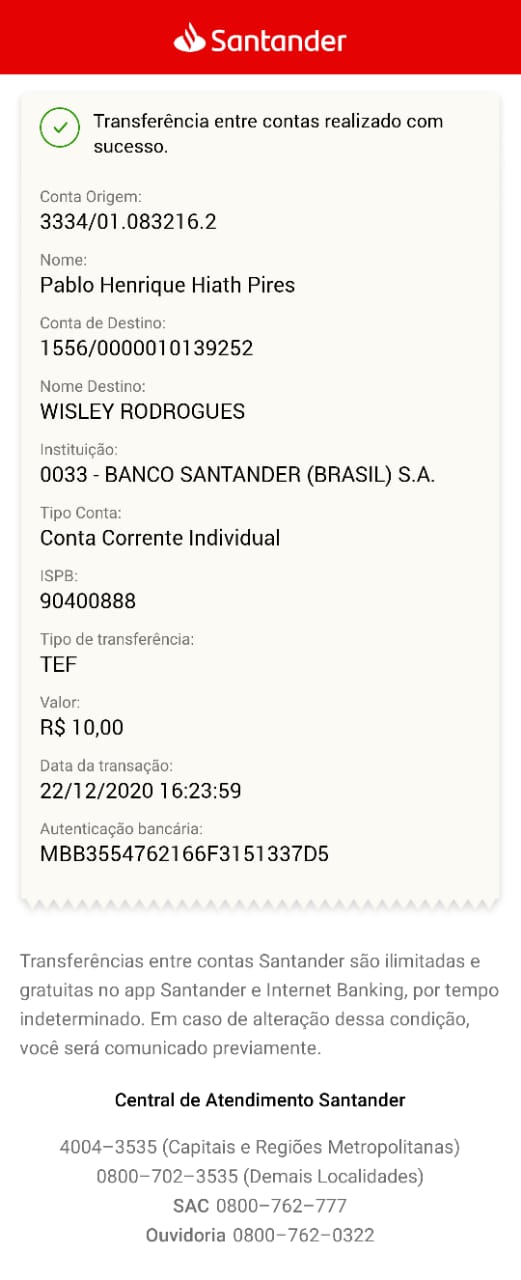 Santander
Transferência entre contas realizado com
sucesso.
Conta Origem:
3334/01.083216.2
Nome:
Pablo Henrique Hiath Pires
Conta de Destino:
1556/0000010139252
Nome Destino:
WISLEY RODROGUES
Instituição:
0033 - BANCO SANTANDER (BRASIL) S.A.
Tipo Conta:
Conta Corrente Individual
ISPB:
90400888
Tipo de transferência:
TEF
Valor:
R$ 10,00
Data da transação:
22/12/2020 16:23:59
Autenticação bancária:
MBB3554762166F3151337D5
Transferências entre contas Santander são ilimitadas e
gratuitas no app Santander e Internet Banking, por tempo
indeterminado. Em caso de alteração dessa condição,
você será comunicado previamente.
Central de Atendimento Santander
4004–3535 (Capitais e Regiões Metropolitanas)
0800–702–3535 (Demais Localidades)
SAC 0800–762–777
Ouvidoria 0800–762–0322